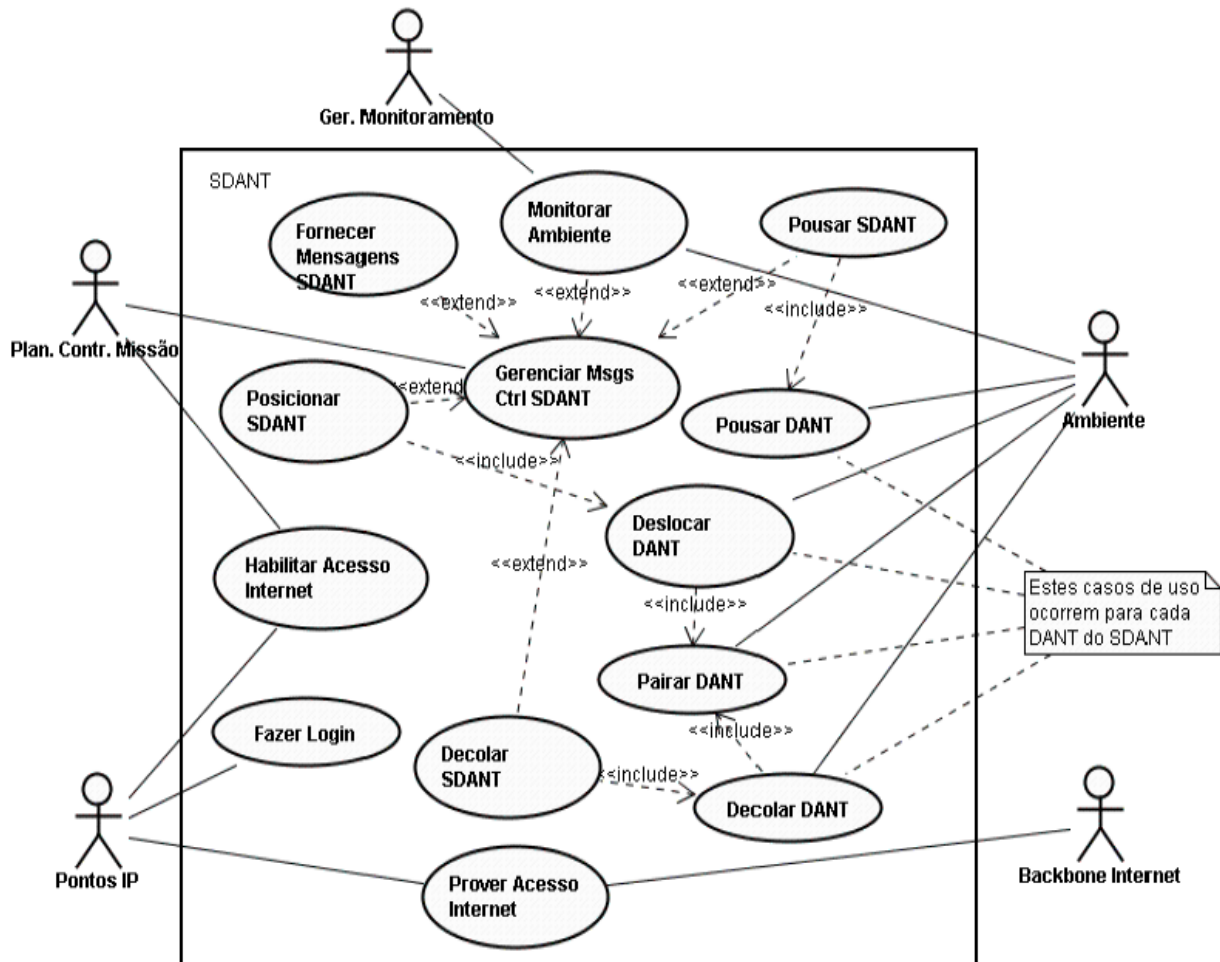 Ger. Monitoramento
SDANT
Fornecer
Mensagens
SDANT
Monitorar
Ambiente
Pousar SDANT
<<extend>>
<<extend>>
<<extend>>
<<include>>
Plan. Contr. Missão
Gerenciar Msgs
Ctrl SDANT
Posicionar
SDANT
<<extend
Pousar DANT
Ambiente
<<include>>
Deslocar
DANT
Habilitar Acesso
Internet
<<extend>>
<<include>>
Estes casos de uso
ocorrem para cada
DANT do SDANT
Pairar DANT
Fazer Login
<<include>>
Decolar
SDANT
<<include>>
Decolar DANT
Pontos IP
Prover Acesso
Internet
Backbone Internet